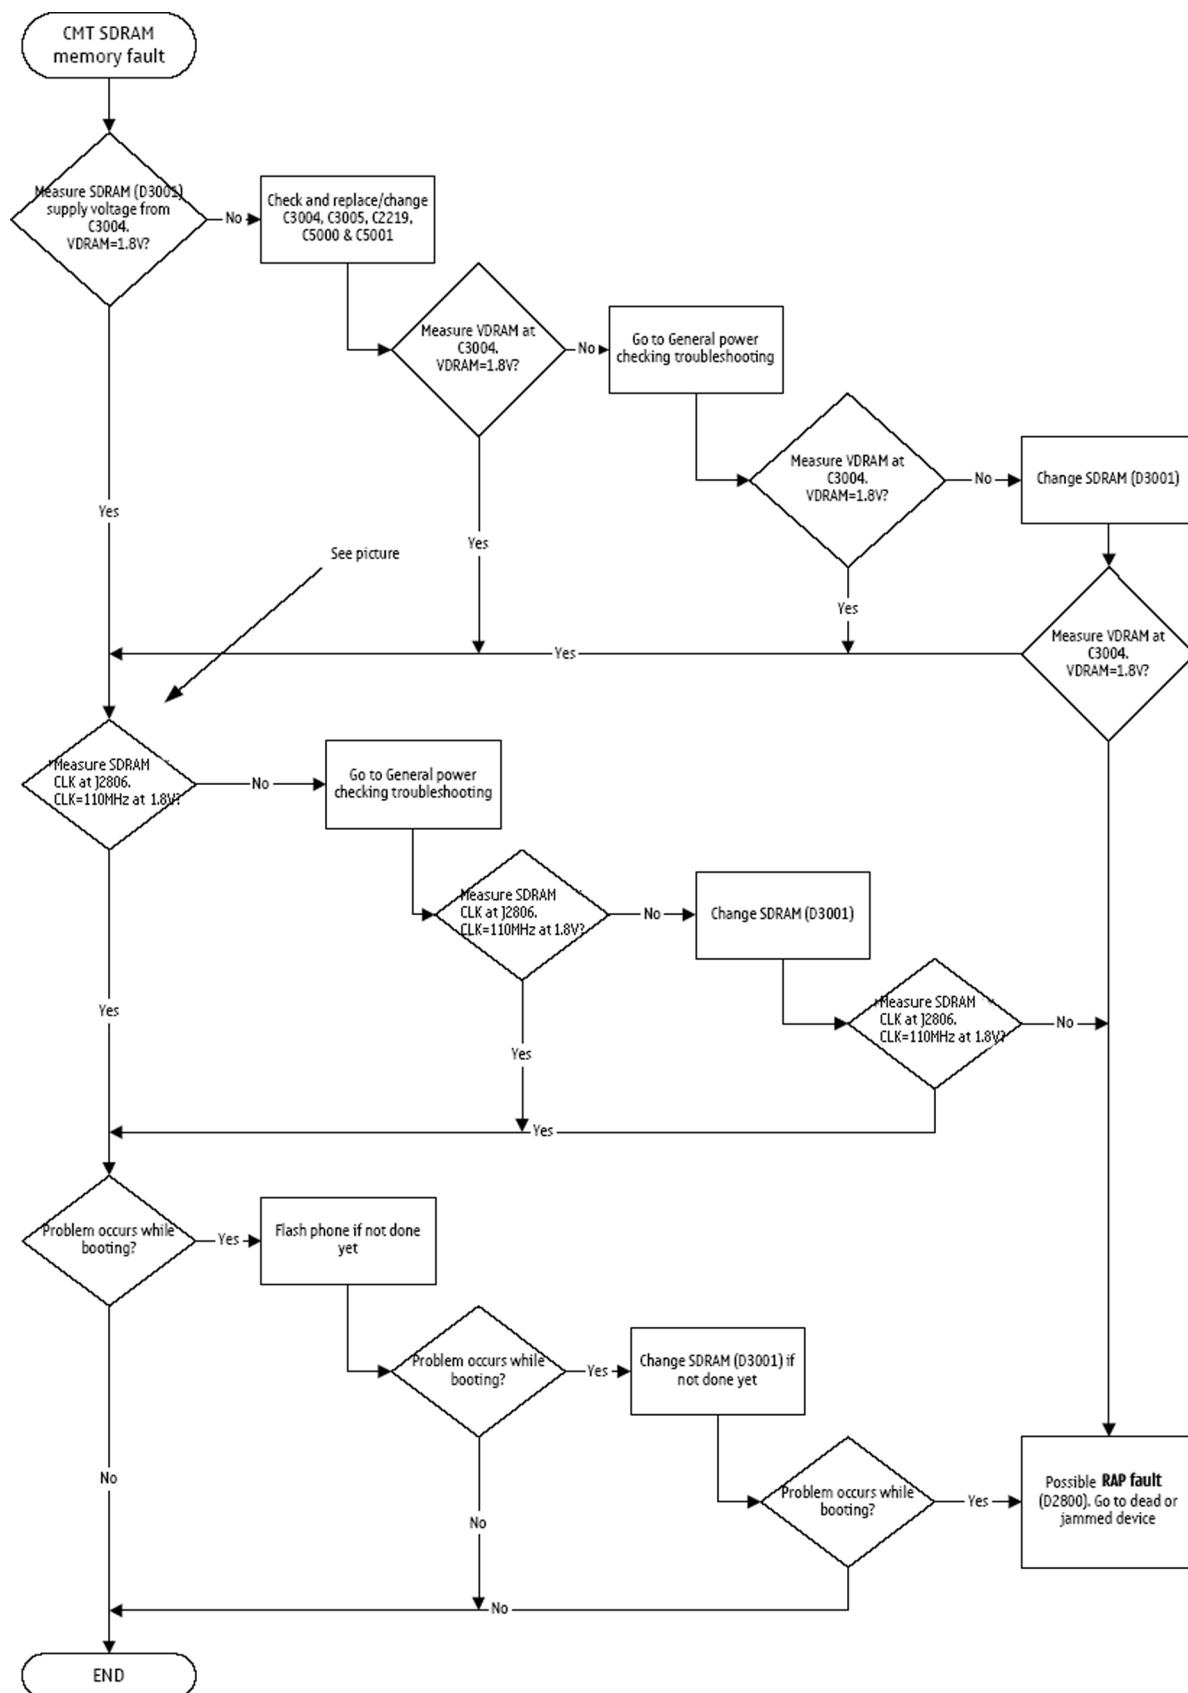 CMT SDRAM
memory fault
Measure SDRAM (D3001)
supply voltage from
C3004.
VDRAM=1.8V?
No
Check and replace/change
C3004, C3005, C2219,
C5000 & C5001
Measure VDRAM at
C3004.
VDRAM=1.8V?
No
Go to General power
checking troubleshooting
Measure VDRAM at
C3004.
VDRAM=1.8V?
No
Change SDRAM (D3001)
Yes
Yes
See picture
Yes
Yes
Measure VDRAM at
C3004.
VDRAM=1.8V?
Measure SDRAM
CLK at J2806.
CLK=110MHz at 1.8V?
No
Go to General power
checking troubleshooting
Measure SDRAM
CLK at J2806.
CLK=110MHz at 1.8V?
No
Change SDRAM (D3001)
Measure SDRAM
CLK at J2806.
CLK=110MHz at 1.8V?
No
Yes
Yes
Yes
Problem occurs while
booting?
Yes
Flash phone if not done
yet
Problem occurs while
booting?
Yes
Change SDRAM (D3001) if
not done yet
Problem occurs while
booting?
Yes
Possible RAP fault
(D2800). Go to dead or
jammed device
No
No
No
END